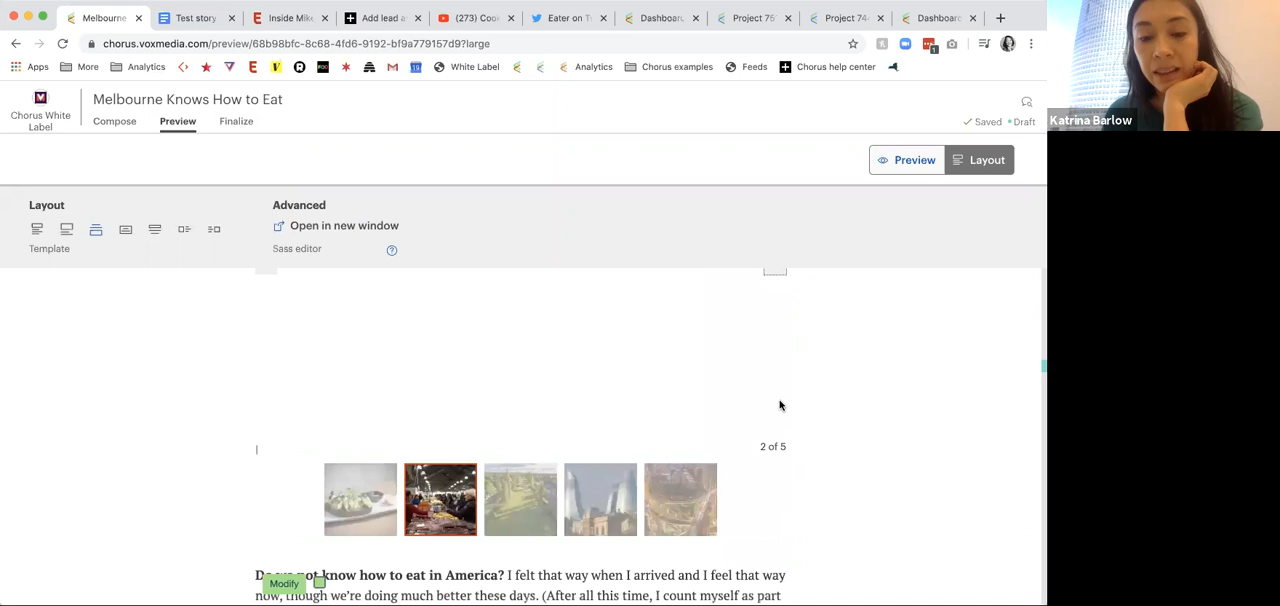 Melbourne
Test story
Inside Mike
Add lead a
(273) Coo
Eater on T
Dashboard
Project 75
Project 74
Dashboard
chorus.voxmedia.com/preview/68b98bfc-8c68-4fd6-9192-bf9a779157d9?large
Apps
More
Analytics
White Label
Analytics
Chorus examples
Feeds
Chorus help center
Chorus White Label
Melbourne Knows How to Eat
Compose
Preview
Finalize
Saved
Draft
Preview
Layout
Layout
Template
Advanced
Open in new window
Sass editor
2 of 5
not know how to eat in America? I felt that way when I arrived and I feel that way
now, though we're doing much better these days. (After all this time, I count myself as part
Modify
Katrina Barlow